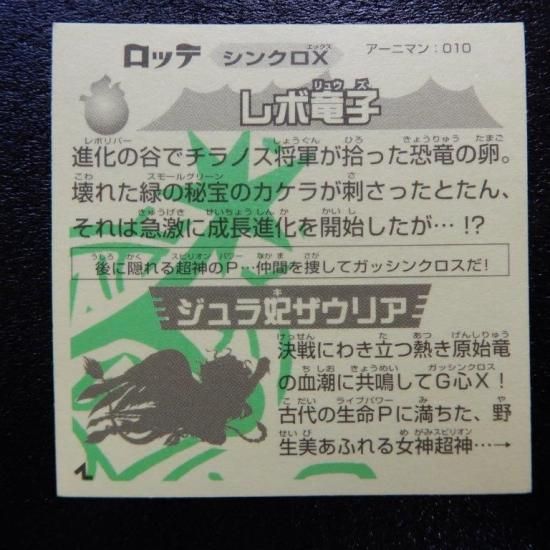 ロッテ シンクロX アーニマン:010
レボ竜子
進化の谷でチラノス将軍が拾った恐竜の卵。
壊れた緑の秘宝のカケラが刺さったとたん、
それは急激に成長進化を開始したが…!?
後に隠れる超神のP…仲間を捜してガッシンクロスだ!
ジュラ妃ザウリア
決戦にわき立つ熱き原始竜
の血潮に共鳴してG心X!
古代の生命Pに満ちた、野
生美あふれる女神超神…→